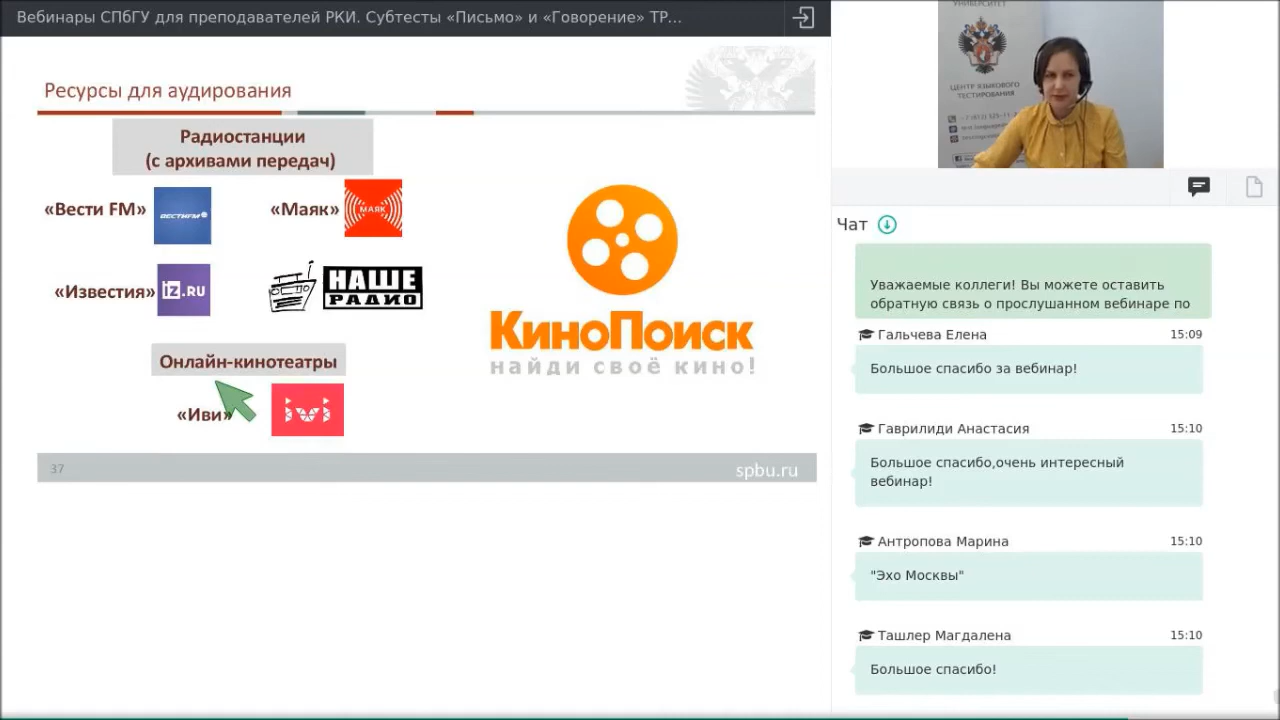 Вебинары СПбГУ для преподавателей РКИ. Субтесты «Письмо» и «Говорение» ТР...
Ресурсы для аудирования
Радиостанции
(с архивами передач)
«Вести FM»
ВЕСТИFM
«Маяк»
МАЯК
«Известия»
IZ.RU
НАШЕ
РАДИО
КиноПоиск
найди своё кино!
Онлайн-кинотеатры
«Иви»
ivi
37
spbu.ru
УНИВЕРСИТЕТ
ЦЕНТР ЯЗЫКОВОГО
ТЕСТИРОВАНИЯ
Чат
Уважаемые коллеги! Вы можете оставить
обратную связь о прослушанном вебинаре по
Гальчева Елена 15:09
Большое спасибо за вебинар!
Гаврилиди Анастасия 15:10
Большое спасибо,очень интересный
вебинар!
Антропова Марина 15:10
"Эхо Москвы"
Ташлер Магдалена 15:10
Большое спасибо!